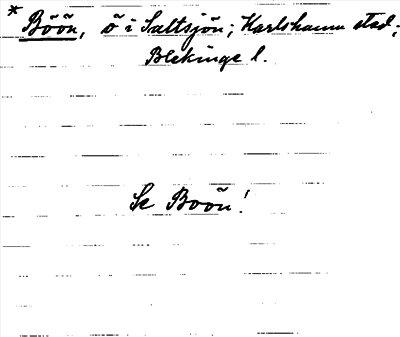 * Böön, ö i Saltsjön; Karlshamn stad;
Blekinge l.
Se Boön!